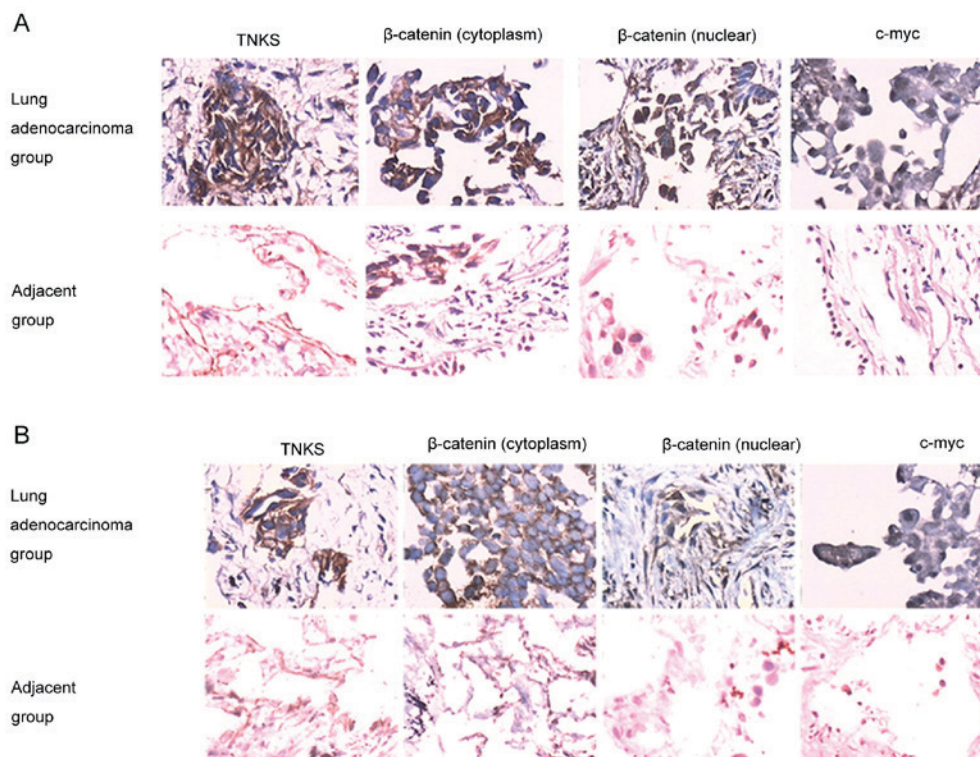 A
TNKS
β-catenin (cytoplasm)
β-catenin (nuclear)
c-myc
Lung
adenocarcinoma
group
Adjacent
group
B
TNKS
β-catenin (cytoplasm)
β-catenin (nuclear)
c-myc
Lung
adenocarcinoma
group
Adjacent
group